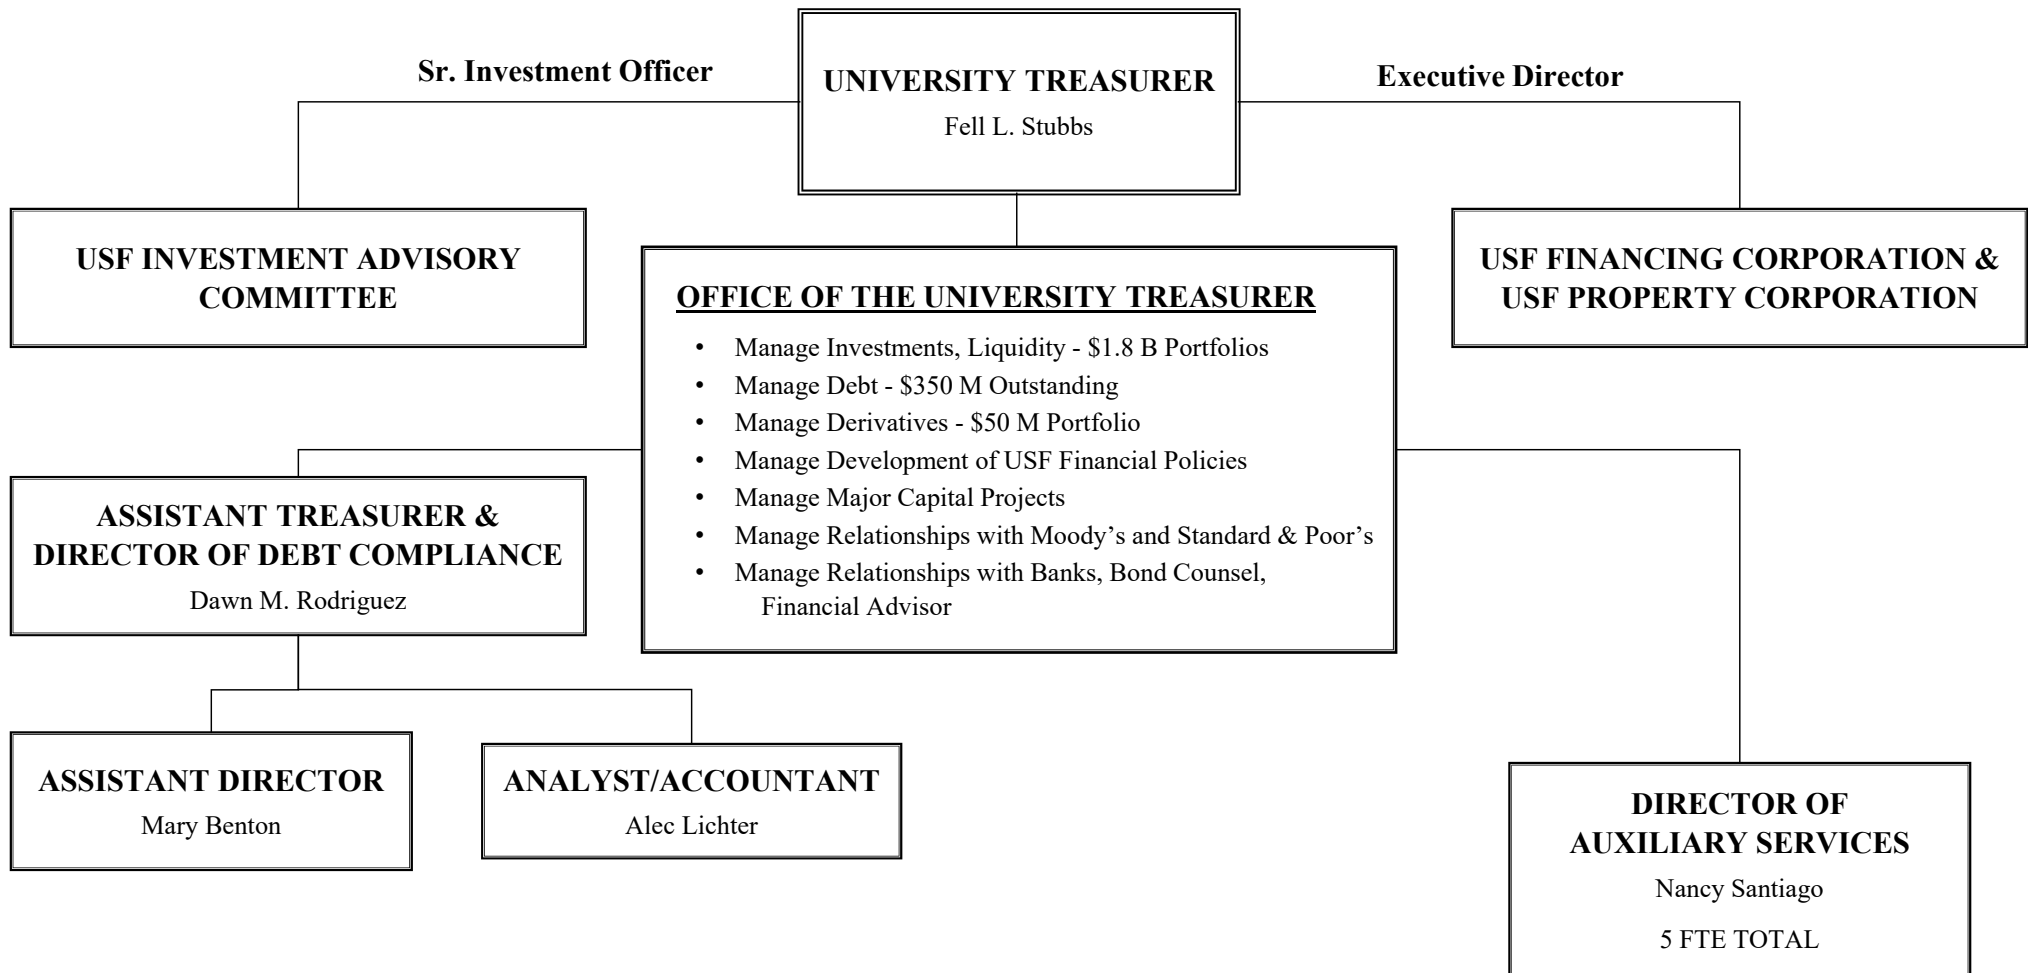 Sr. Investment Officer
UNIVERSITY TREASURER
Fell L. Stubbs
Executive Director
USF INVESTMENT ADVISORY
COMMITTEE
USF FINANCING CORPORATION &
USF PROPERTY CORPORATION
OFFICE OF THE UNIVERSITY TREASURER
• Manage Investments, Liquidity - $1.8 B Portfolios
• Manage Debt - $350 M Outstanding
• Manage Derivatives - $50 M Portfolio
• Manage Development of USF Financial Policies
• Manage Major Capital Projects
• Manage Relationships with Moody’s and Standard & Poor’s
• Manage Relationships with Banks, Bond Counsel,
Financial Advisor
ASSISTANT TREASURER &
DIRECTOR OF DEBT COMPLIANCE
Dawn M. Rodriguez
ASSISTANT DIRECTOR
Mary Benton
ANALYST/ACCOUNTANT
Alec Lichter
DIRECTOR OF
AUXILIARY SERVICES
Nancy Santiago
5 FTE TOTAL